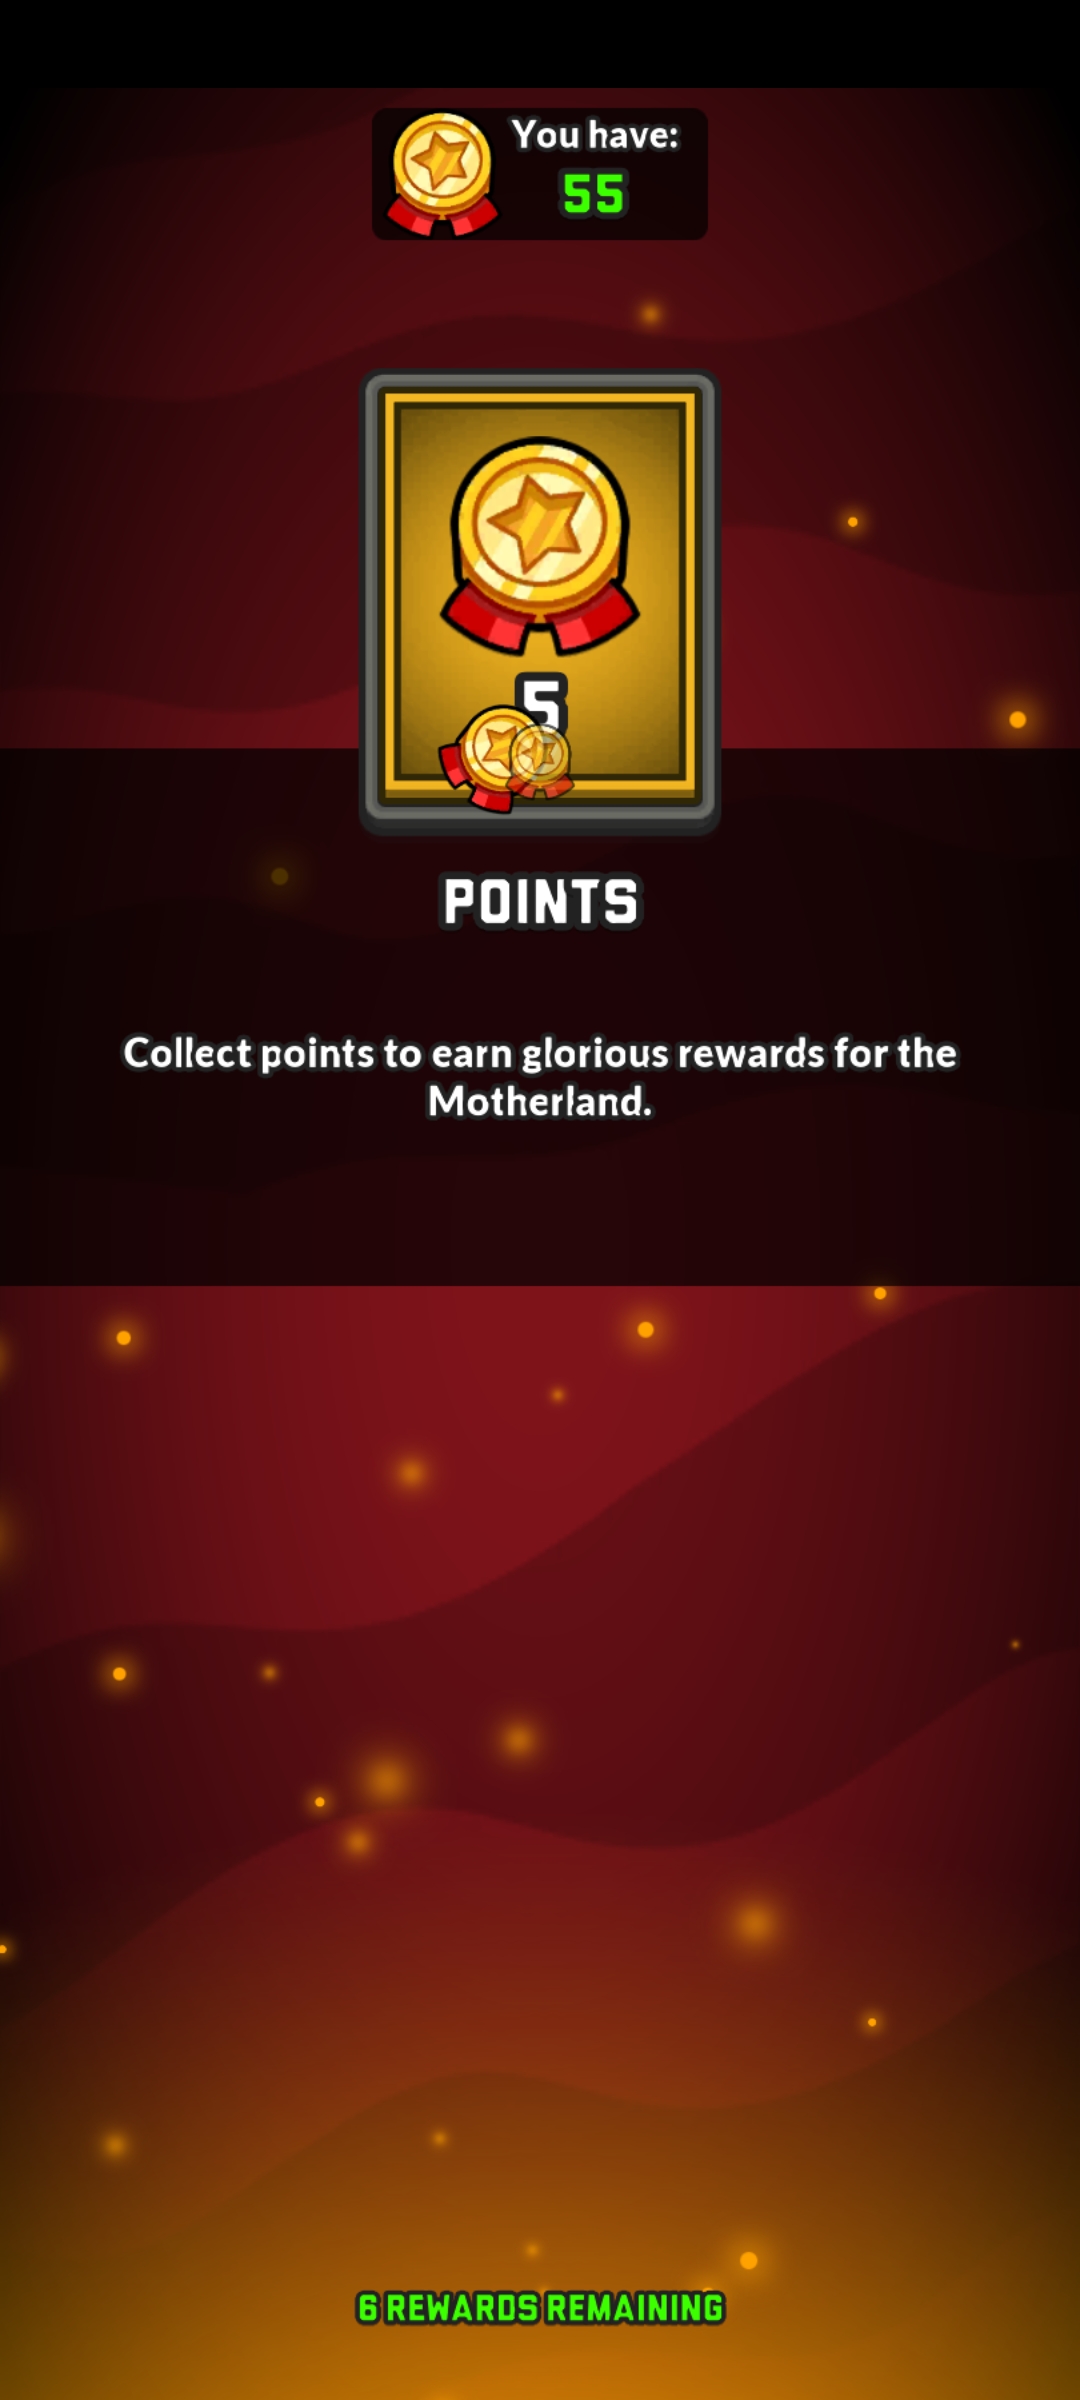 You have:
55
5
POINTS
Collect points to earn glorious rewards for the
Motherland.
6 REWARDS REMAINING